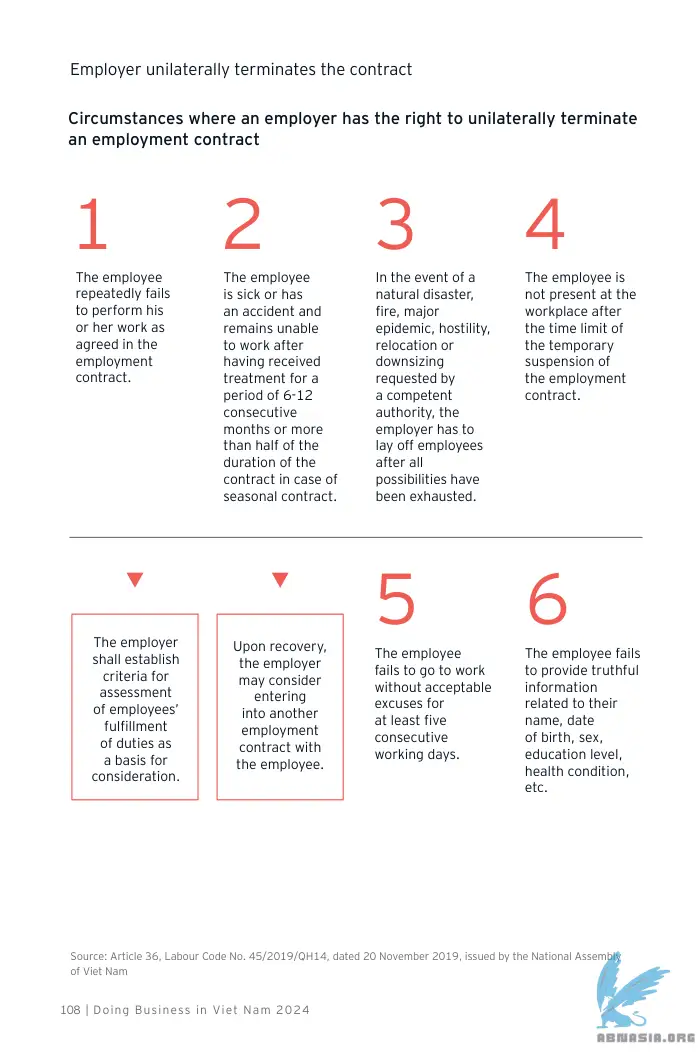 Employer unilaterally terminates the contract
Circumstances where an employer has the right to unilaterally terminate
an employment contract
1
The employee
repeatedly fails
to perform his
or her work as
agreed in the
employment
contract.
2
The employee
is sick or has
an accident and
remains unable
to work after
having received
treatment for a
period of 6-12
consecutive
months or more
than half of the
duration of the
contract in case of
seasonal contract.
3
In the event of a
natural disaster,
fire, major
epidemic, hostility,
relocation or
downsizing
requested by
a competent
authority, the
employer has to
lay off employees
after all
possibilities have
been exhausted.
4
The employee is
not present at the
workplace after
the time limit of
the temporary
suspension of
the employment
contract.
The employer
shall establish
criteria for
assessment
of employees'
fulfillment
of duties as
a basis for
consideration.
Upon recovery,
the employer
may consider
entering
into another
employment
contract with
the employee.
5
The employee
fails to go to work
without acceptable
excuses for
at least five
consecutive
working days.
6
The employee fails
to provide truthful
information
related to their
name, date
of birth, sex,
education level,
health condition,
etc.
Source: Article 36, Labour Code No. 45/2019/QH14, dated 20 November 2019, issued by the National Assembly
of Viet Nam
108 | Doing Business in Viet Nam 2024
ABNASIA.ORG